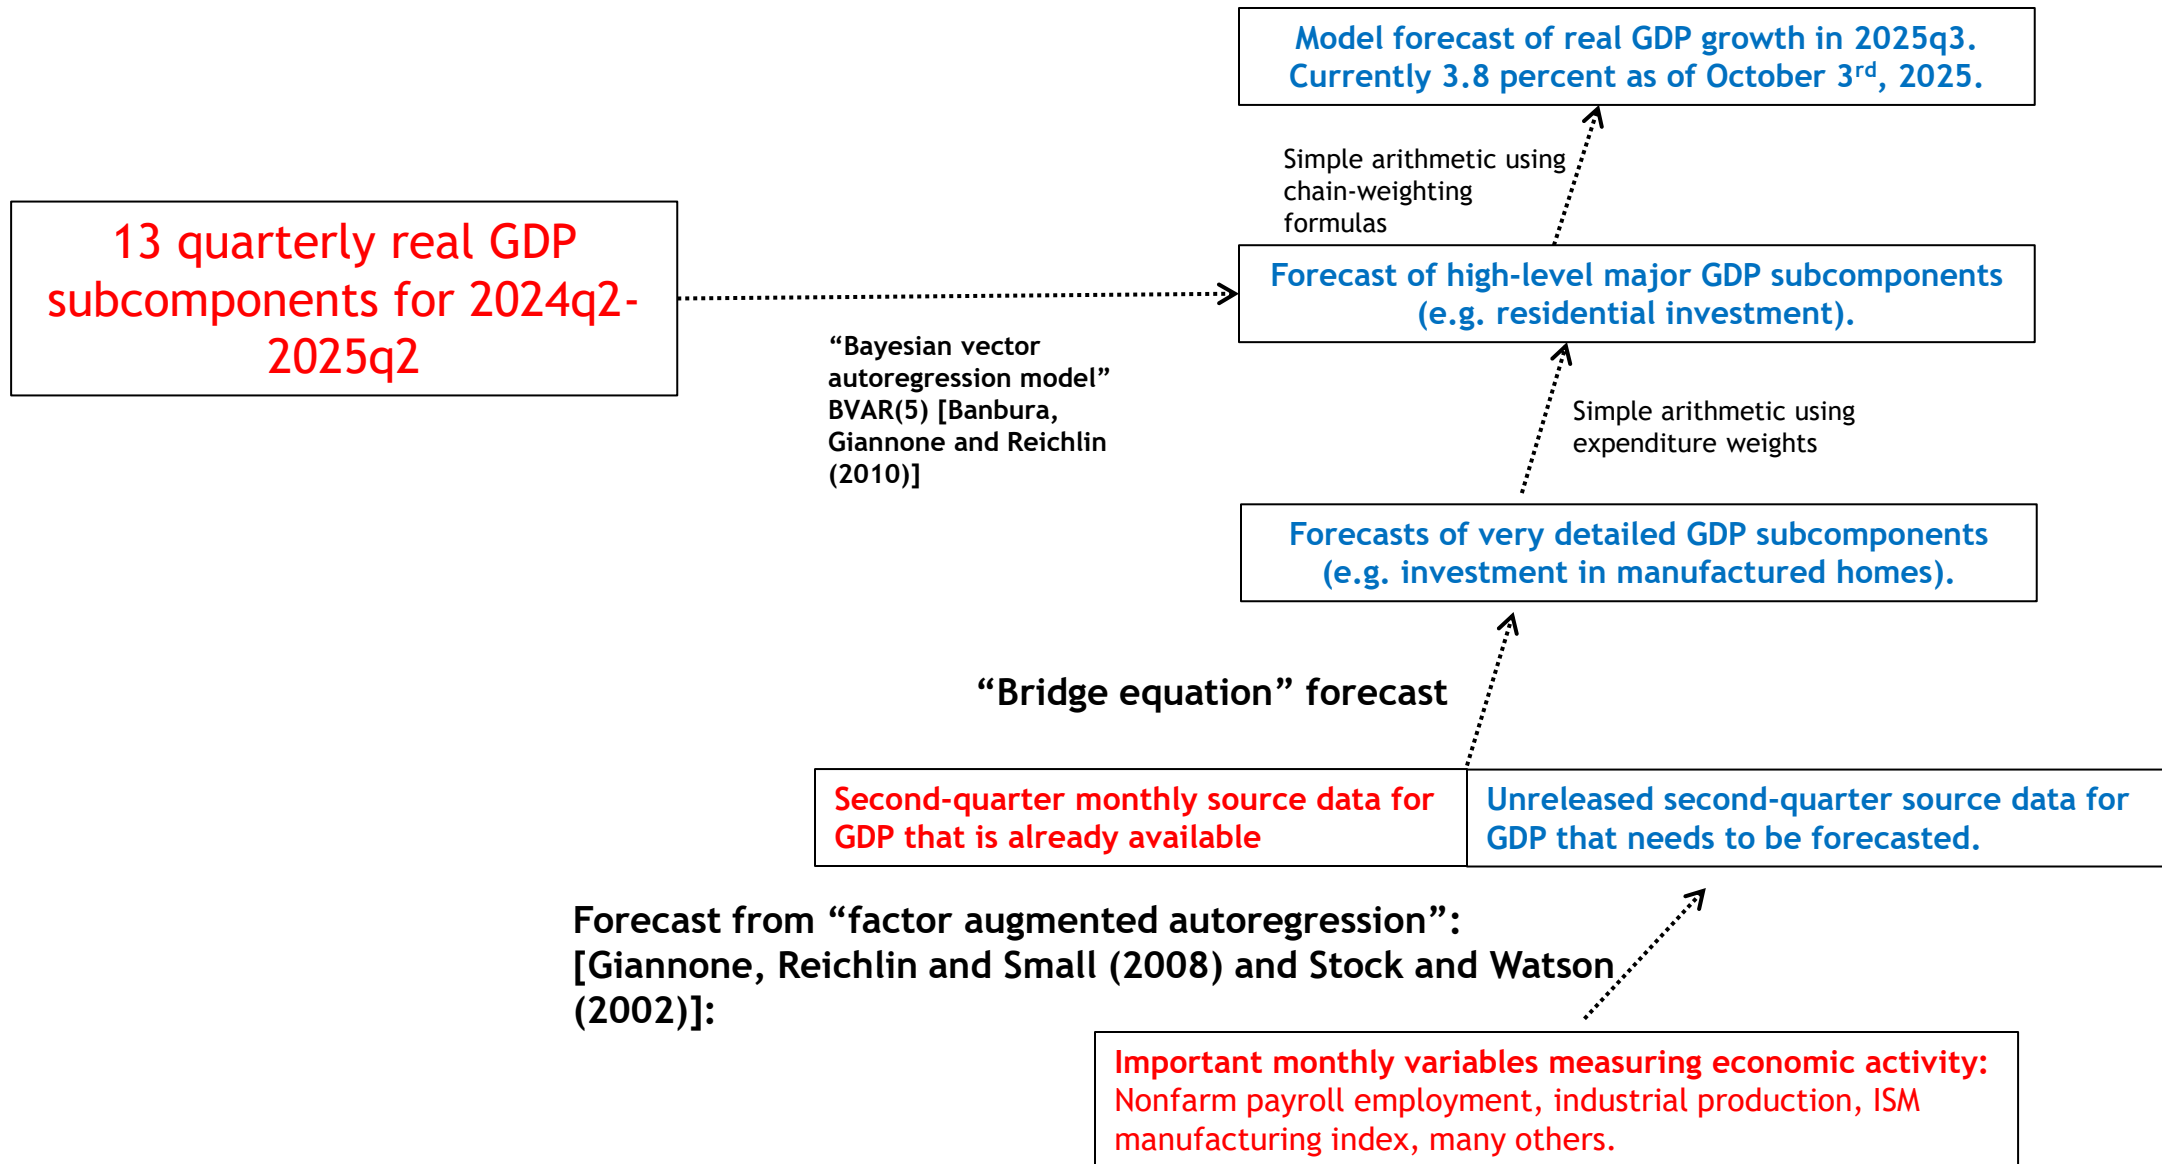 Model forecast of real GDP growth in 2025q3.
Currently 3.8 percent as of October 3rd, 2025.
Simple arithmetic using
chain-weighting
formulas
13 quarterly real GDP
subcomponents for 2024q2-
2025q2
Forecast of high-level major GDP subcomponents
(e.g. residential investment).
“Bayesian vector
autoregression model”
BVAR(5) [Banbura,
Giannone and Reichlin
(2010)]
Simple arithmetic using
expenditure weights
Forecasts of very detailed GDP subcomponents
(e.g. investment in manufactured homes).
“Bridge equation” forecast
Second-quarter monthly source data for
GDP that is already available
Unreleased second-quarter source data for
GDP that needs to be forecasted.
Forecast from “factor augmented autoregression”:
[Giannone, Reichlin and Small (2008) and Stock and Watson
(2002)]:
Important monthly variables measuring economic activity:
Nonfarm payroll employment, industrial production, ISM
manufacturing index, many others.